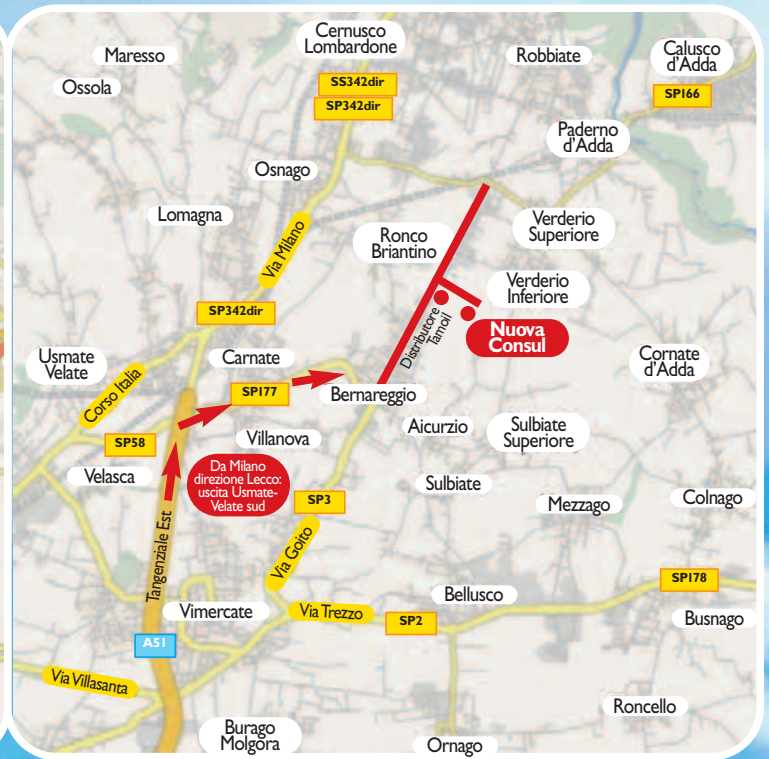 Cernusco
Lombardone
Maresso
Robbiate
Calusco
d'Adda
Ossola
SS342dir
SP342dir
SP166
Paderno
d'Adda
Osnago
Lomagna
Via Milano
Ronco
Briantino
Verderio
Superiore
Verderio
Inferiore
SP342dir
Distributore
Tamoil
Nuova
Consul
Usmate
Velate
Carnate
Cornate
d'Adda
Corso Italia
SP177
Bernareggio
Aicurzio
Sulbiate
Superiore
SP58
Villanova
Velasca
Da Milano
direzione Lecco:
uscita Usmate-
Velate sud
Sulbiate
Mezzago
Colnago
SP3
Tangenziale Est
Via Goito
SP178
Bellusco
Vimercate
Via Trezzo
SP2
Busnago
A51
Via Villasanta
Roncello
Burago
Molgora
Ornago